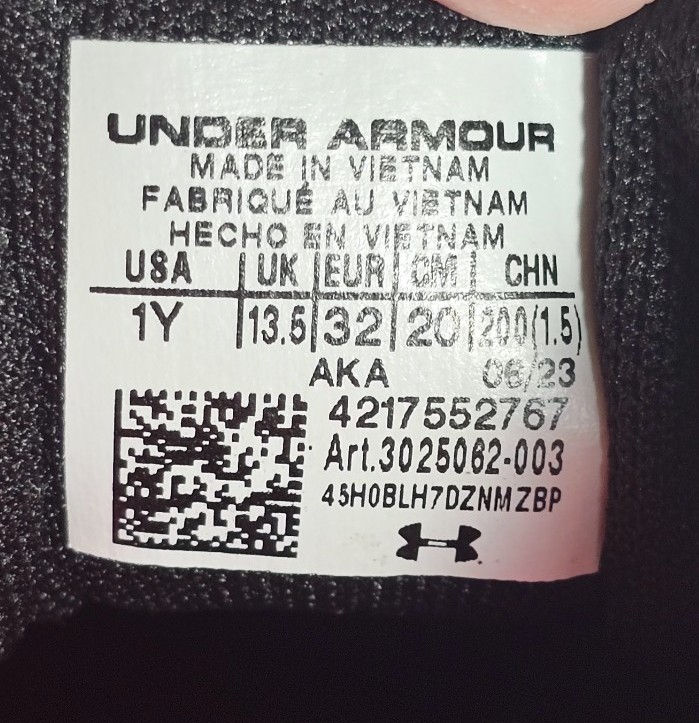 UNDER ARMOUR
MADE IN VIETNAM
FABRIQUÉ AU VIETNAM
HECHO EN VIETNAM
USA | UK | EUR | CM | CHN
1Y | 13.5 | 32 | 20 | 200(1.5)
AKA 06/23
4217552767
Art.3025062-003
45H0BLH7DZNMZBP